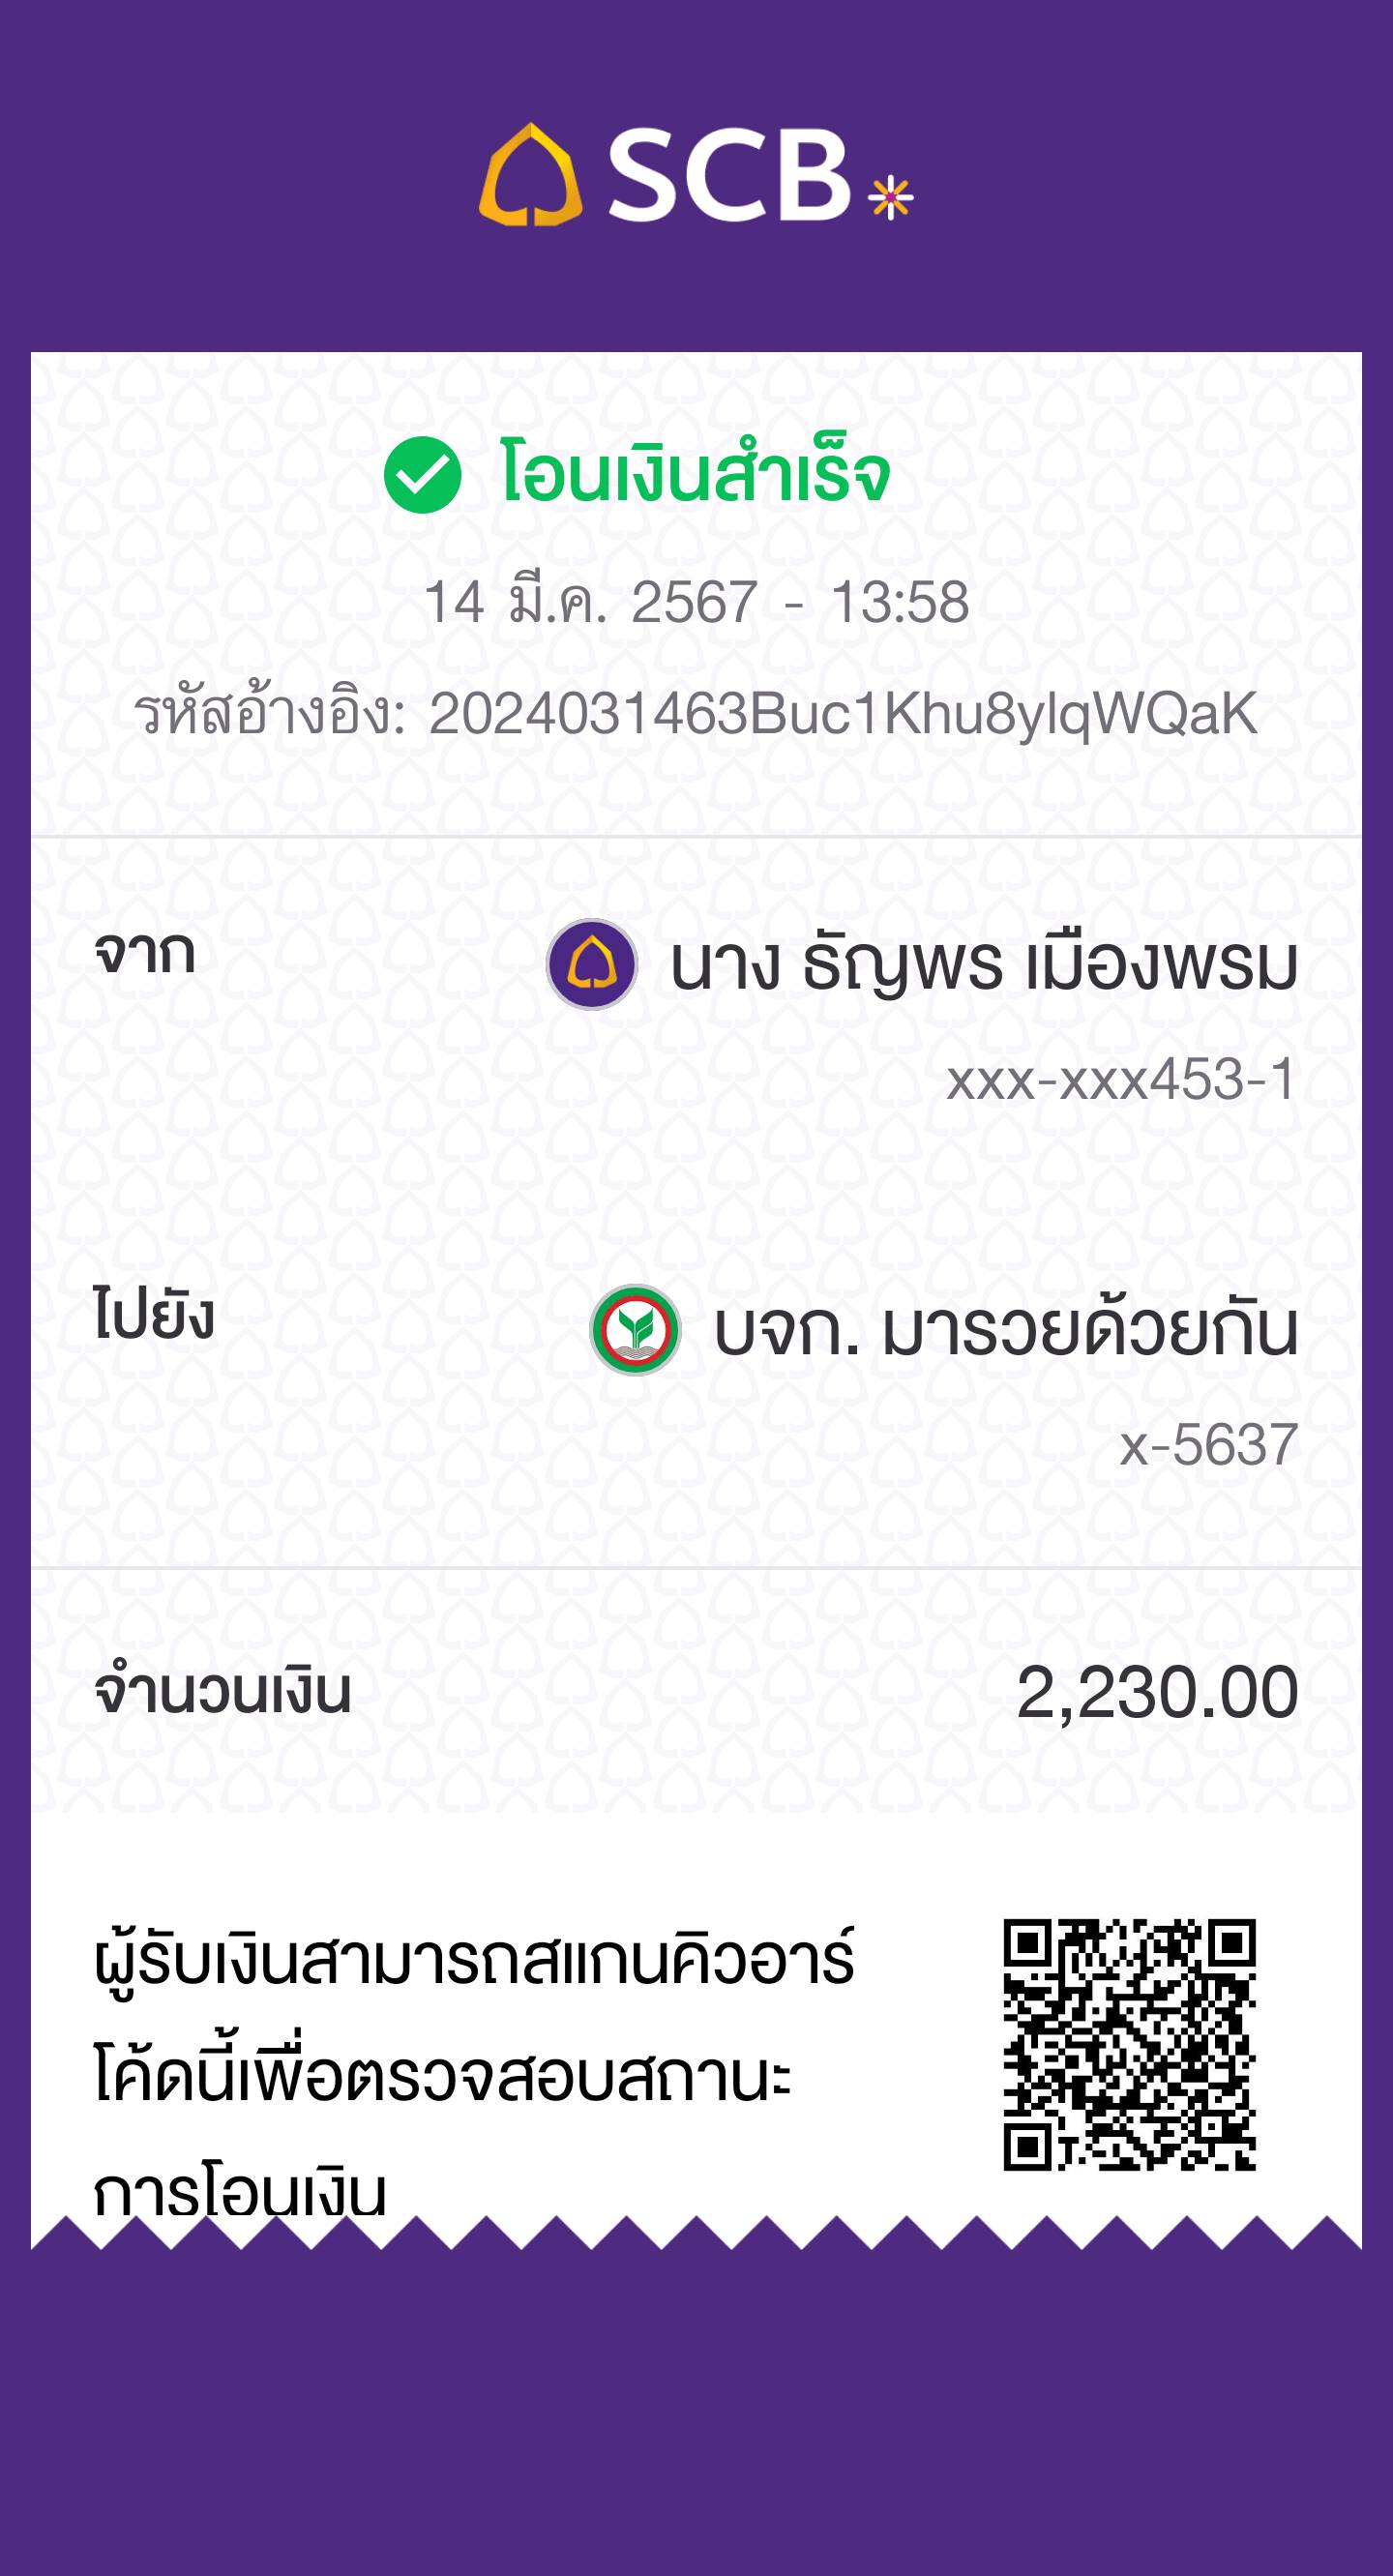 SCB
โอนเงินสำเร็จ
14 มี.ค. 2567 - 13:58
รหัสอ้างอิง: 2024031463Buc1Khu8ylqWQaK
จาก
นาง ธัญพร เมืองพรม
xxx-xxx453-1
ไปยัง
บจก. มารวยด้วยกัน
x-5637
จำนวนเงิน 2,230.00
ผู้รับเงินสามารถสแกนคิวอาร์
โค้ดนี้เพื่อตรวจสอบสถานะ
การโอนเงิน